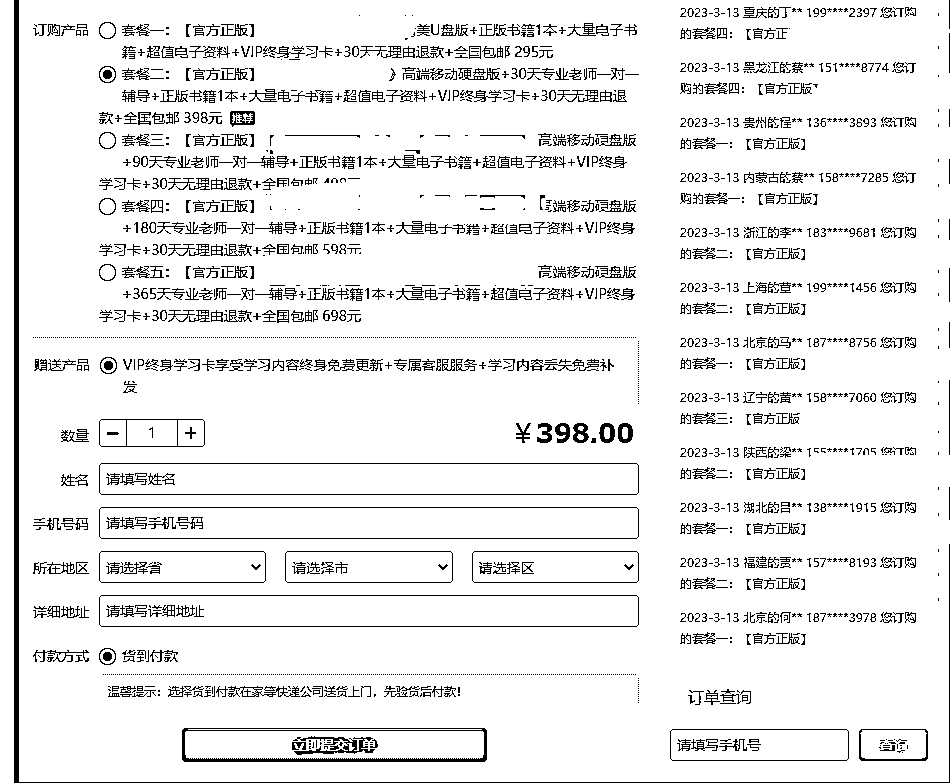 订购产品
套餐一：【官方正版】 美U盘版+正版书籍1本+大量电子书
籍+超值电子资料+VIP终身学习卡+30天无理由退款+全国包邮 295元
套餐二：【官方正版】 》高端移动硬盘版+30天专业老师一对一
辅导+正版书籍1本+大量电子书籍+超值电子资料+VIP终身学习卡+30天无理由退
款+全国包邮 398元 推荐
套餐三：【官方正版】 高端移动硬盘版
+90天专业老师一对一辅导+正版书籍1本+大量电子书籍+超值电子资料+VIP终身
学习卡+30天无理由退款+全国包邮 498元
套餐四：【官方正版】 高端移动硬盘版
+180天专业老师一对一辅导+正版书籍1本+大量电子书籍+超值电子资料+VIP终身
学习卡+30天无理由退款+全国包邮 598元
套餐五：【官方正版】 高端移动硬盘版
+365天专业老师一对一辅导+正版书籍1本+大量电子书籍+超值电子资料+VIP终身
学习卡+30天无理由退款+全国包邮 698元
赠送产品 VIP终身学习卡享受学习内容终身免费更新+专属客服服务+学习内容丢失免费补
发
数量 − 1 + ￥398.00
姓名 请填写姓名
手机号码 请填写手机号码
所在地区 请选择省 请选择市 请选择区
详细地址 请填写详细地址
付款方式 货到付款
温馨提示：选择货到付款在家等快递公司送货上门，先验货后付款！
立即提交订单
2023-3-13 重庆的丁** 199****2397 您订购
的套餐四：【官方正
2023-3-13 黑龙江的蔡** 151****8774 您订
购的套餐四：【官方正版
2023-3-13 贵州的程** 136****3893 您订购
的套餐一：【官方正版】
2023-3-13 内蒙古的蔡** 158****7285 您订
购的套餐一：【官方正版】
2023-3-13 浙江的李** 183****9681 您订购
的套餐二：【官方正版】
2023-3-13 上海的** 199****1456 您订购
的套餐二：【官方正版】
2023-3-13 北京的马** 187****8756 您订购
的套餐一：【官方正版】
2023-3-13 辽宁的黄** 158****7060 您订购
的套餐三：【官方正版
2023-3-13 陕西的梁** 155****1705 您订购
的套餐二：【官方正版】
2023-3-13 湖北的** 138****1915 您订购
的套餐一：【官方正版】
2023-3-13 福建的贾** 157****8193 您订购
的套餐二：【官方正版】
2023-3-13 北京的何** 187****3978 您订购
的套餐一：【官方正版】
订单查询
请填写手机号 查询